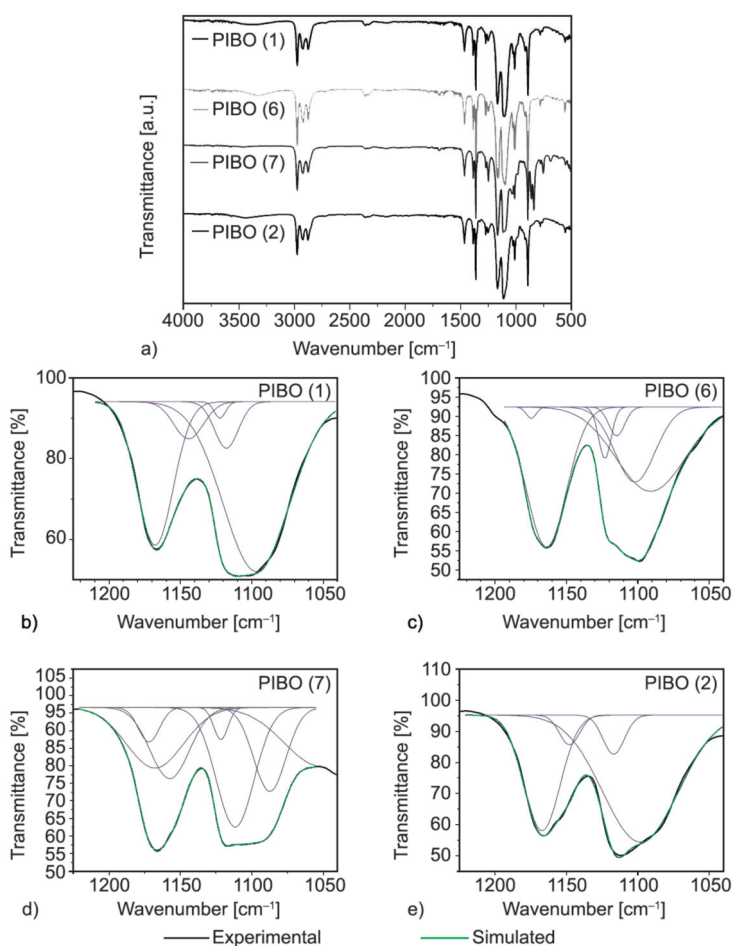 Transmittance [a.u.]
PIBO (1)
PIBO (6)
PIBO (7)
PIBO (2)
4000 3500 3000 2500 2000 1500 1000 500
Wavenumber [cm⁻¹]
a)
Transmittance [%]
100
80
60
PIBO (1)
1200 1150 1100 1050
Wavenumber [cm⁻¹]
b)
Transmittance [%]
100
95
90
85
80
75
70
65
60
55
50
PIBO (6)
1200 1150 1100 1050
Wavenumber [cm⁻¹]
c)
Transmittance [%]
105
100
95
90
85
80
75
70
65
60
55
50
PIBO (7)
1200 1150 1100 1050
Wavenumber [cm⁻¹]
d)
Transmittance [%]
110
100
90
80
70
60
50
PIBO (2)
1200 1150 1100 1050
Wavenumber [cm⁻¹]
e)
Experimental
Simulated